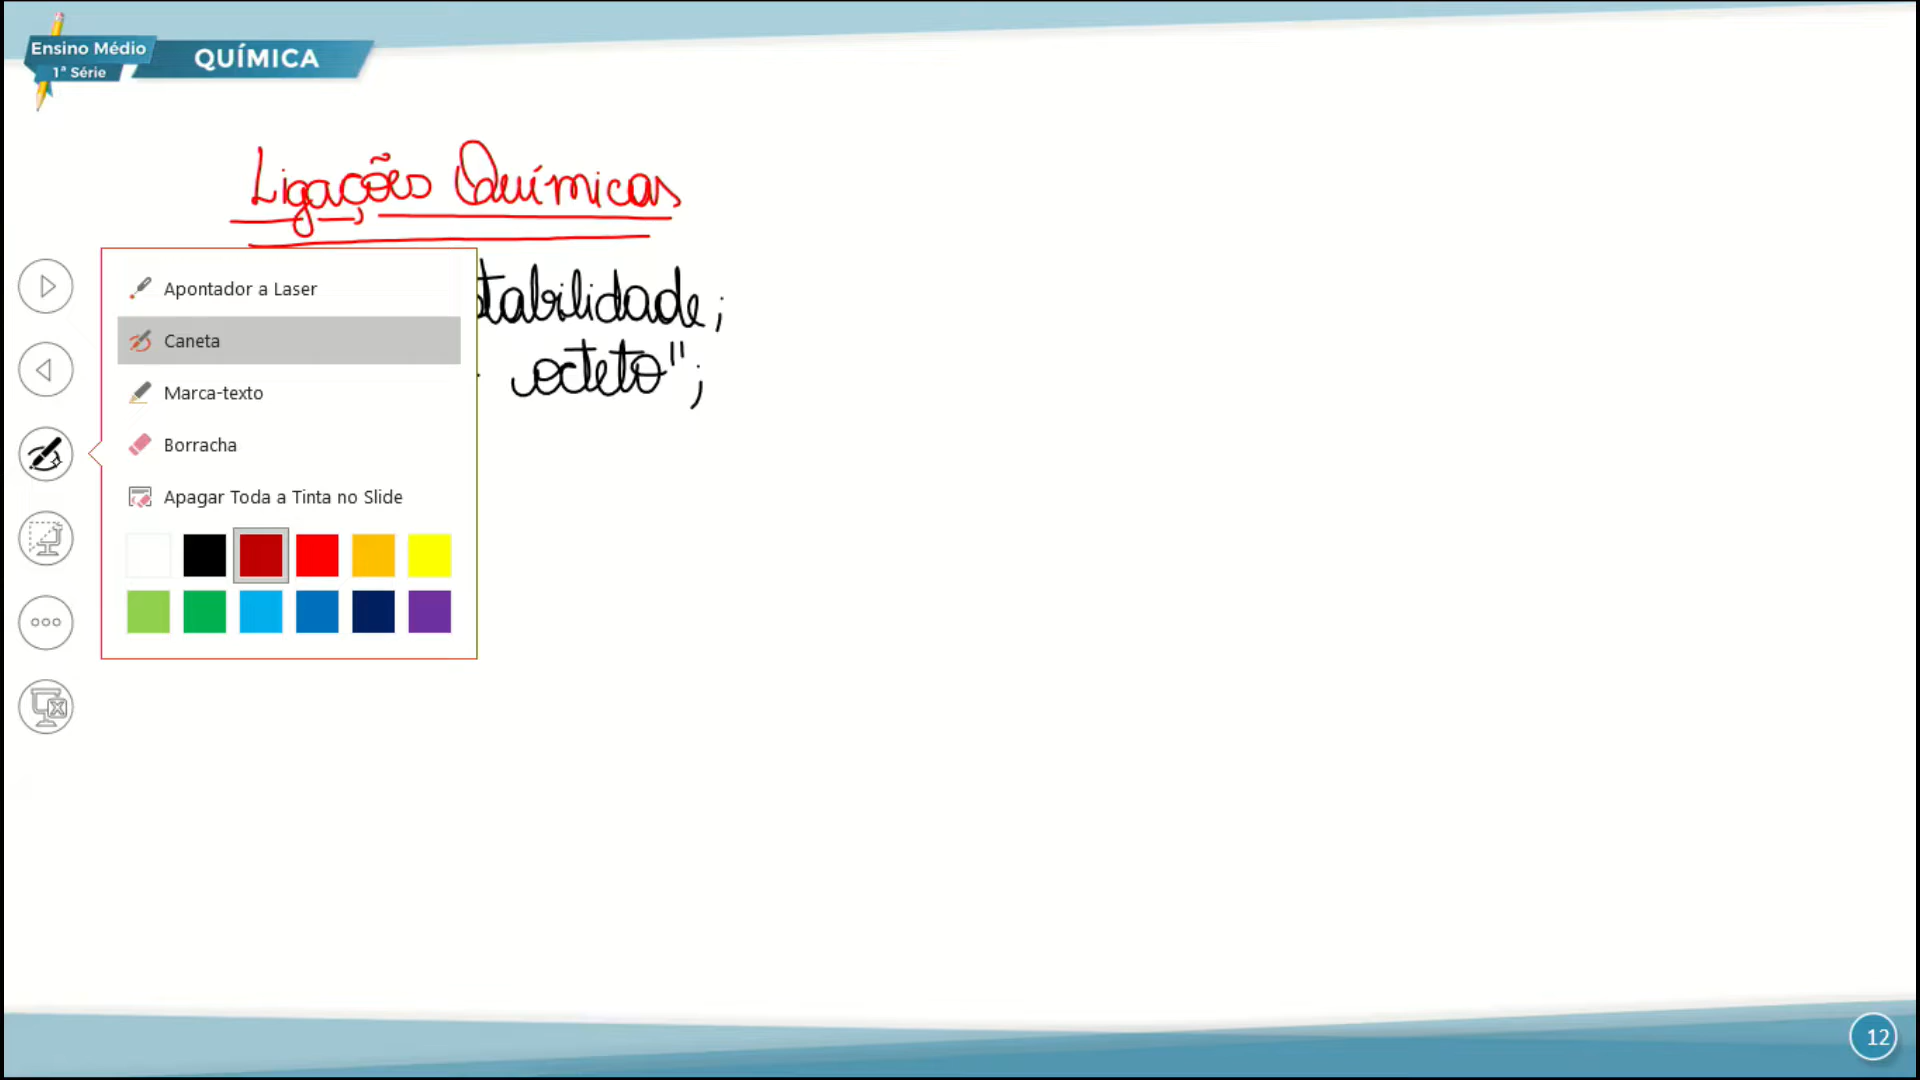 Ensino Médio
1ª Série
QUÍMICA
Ligações Químicas
tabilidade;
octeto";
Apontador a Laser
Caneta
Marca-texto
Borracha
Apagar Toda a Tinta no Slide
12